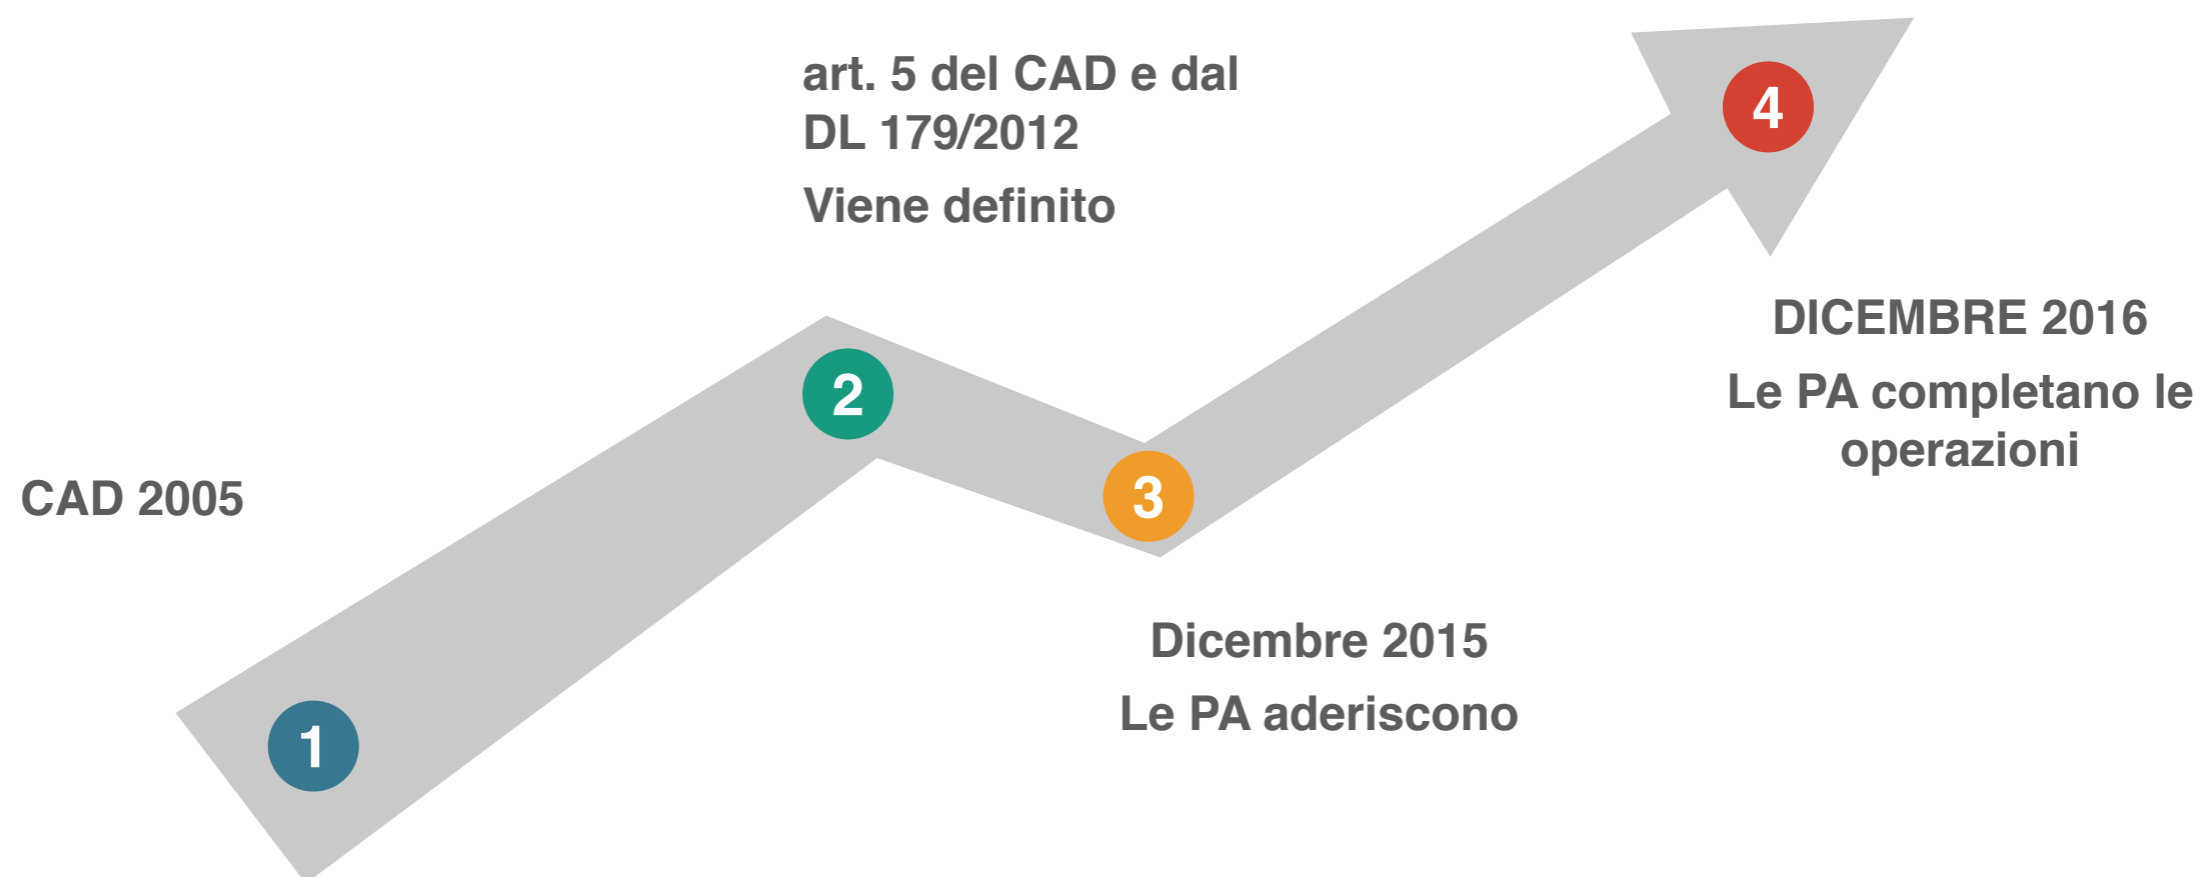 CAD 2005
1
art. 5 del CAD e dal
DL 179/2012
Viene definito
2
3
Dicembre 2015
Le PA aderiscono
4
DICEMBRE 2016
Le PA completano le
operazioni